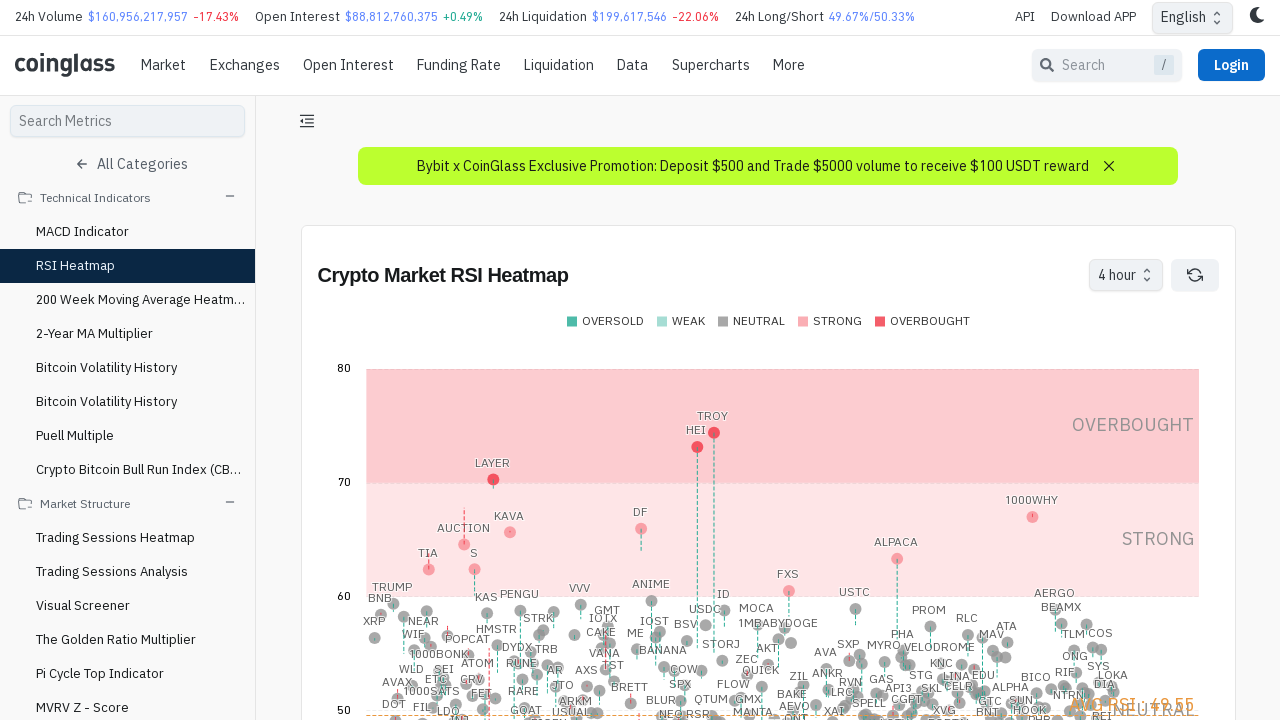 24h Volume $160,956,217,957 -17.43% Open Interest $88,812,760,375 +0.49% 24h Liquidation $199,617,546 -22.06% 24h Long/Short 49.67%/50.33% API Download APP English
coinglass Market Exchanges Open Interest Funding Rate Liquidation Data Supercharts More Search / Login
Search Metrics
All Categories
Technical Indicators
MACD Indicator
RSI Heatmap
200 Week Moving Average Heatm...
2-Year MA Multiplier
Bitcoin Volatility History
Bitcoin Volatility History
Puell Multiple
Crypto Bitcoin Bull Run Index (CB...
Market Structure
Trading Sessions Heatmap
Trading Sessions Analysis
Visual Screener
The Golden Ratio Multiplier
Pi Cycle Top Indicator
MVRV Z - Score
Bybit x CoinGlass Exclusive Promotion: Deposit $500 and Trade $5000 volume to receive $100 USDT reward
Crypto Market RSI Heatmap
4 hour
OVERSOLD WEAK NEUTRAL STRONG OVERBOUGHT
80
TROY
OVERBOUGHT
HEI
LAYER
70
1000WHY
KAVA DF
AUCTION
STRONG
ALPACA
TIA S
FXS
60
TRUMP VVV ANIME
BNB KAS PENGU ID USTC AERGO
XRP NEAR STRK GMT IOTX IOST USDC MOCA PROM BEAMX
BSV 1MBABYDOGE RLC ATA
WIF HMSTR CAKE ME PHA MAV TLM COS
POPCAT DYDX TRB VANA BANANA STORJ AKT SXP MYRO VELODROME
1000BONK AVA ONG
WLD SEI ATOM RUNE AR AXS TST COW ZEC QUICK ANKR KNC SYS
ETC CRV ZIL RVN GAS STG LINA EDU BICO RIF LOKA
AVAX 1000SATS RARE JTO BRETT SPX FLOW BAKE LRC API3 SKL CELR ALPHA NTRN DIA
DOT FIL FET ARKM BLUR QTUM GMX AEVO SPELL CGPT GTC SUN
LDO GOAT USUAL NEO RSR MANTA XAI XVG BNT HOOK NEUTRAL
50